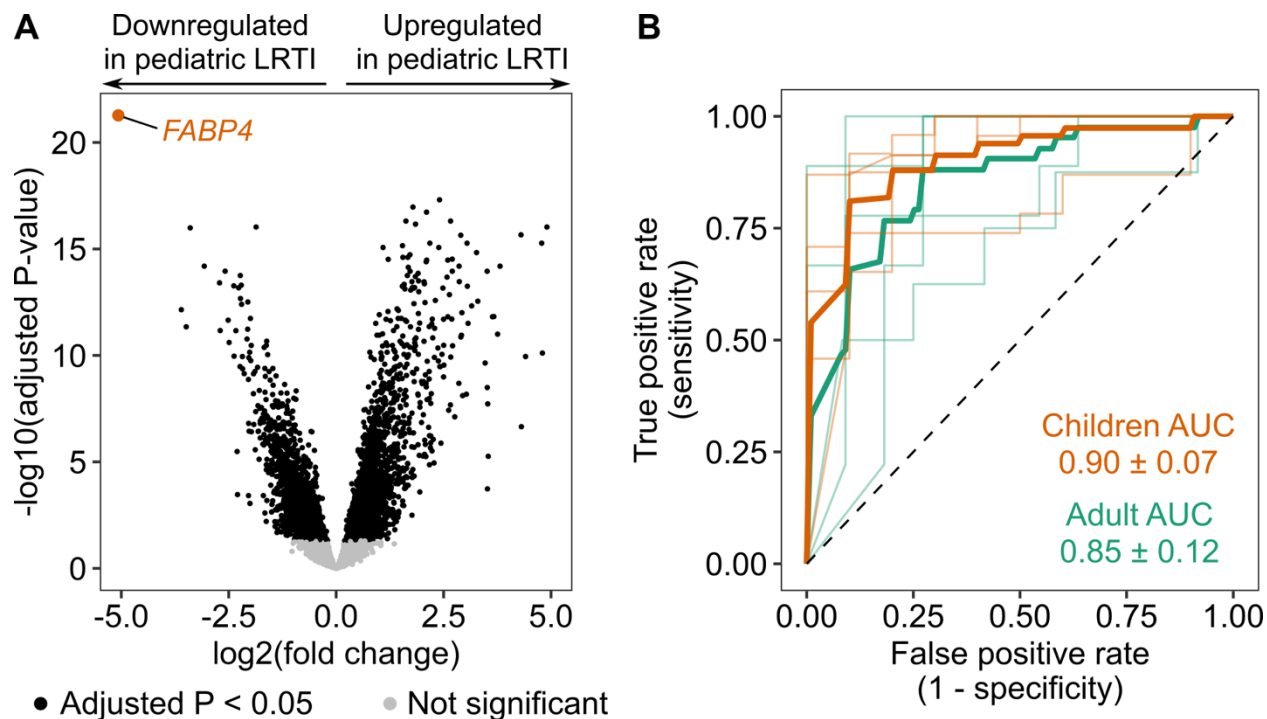 A
Downregulated
in pediatric LRTI
Upregulated
in pediatric LRTI
FABP4
-log10(adjusted P-value)
20
15
10
5
0
-5.0 -2.5 0.0 2.5 5.0
log2(fold change)
Adjusted P < 0.05
Not significant
B
True positive rate
(sensitivity)
1.00
0.75
0.50
0.25
0.00
Children AUC
0.90 ± 0.07
Adult AUC
0.85 ± 0.12
0.00 0.25 0.50 0.75 1.00
False positive rate
(1 - specificity)